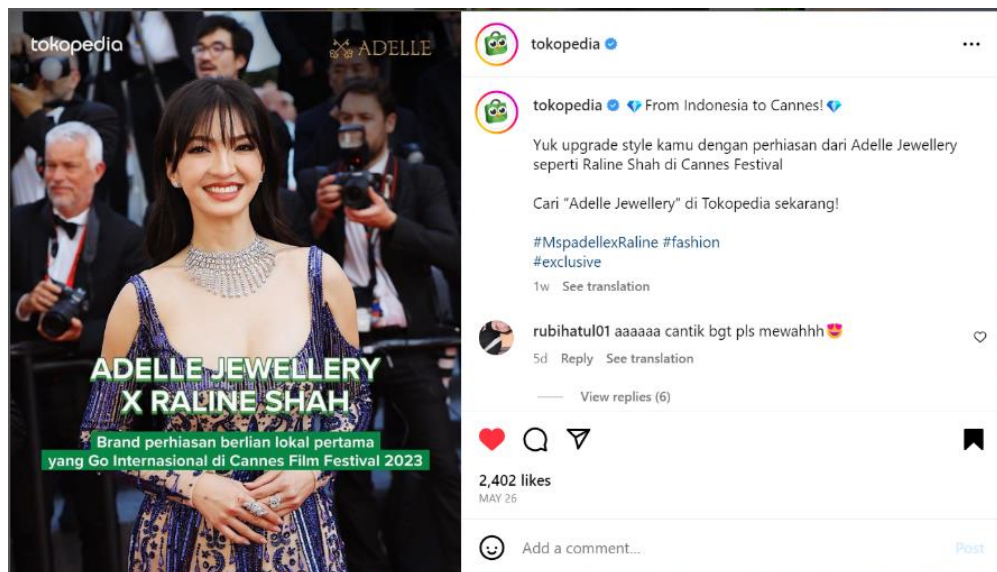 tokopedia
ADELLE
ADELLE JEWELLERY
X RALINE SHAH
Brand perhiasan berlian lokal pertama
yang Go Internasional di Cannes Film Festival 2023
tokopedia
tokopedia 💎 From Indonesia to Cannes! 💎
Yuk upgrade style kamu dengan perhiasan dari Adelle Jewellery
seperti Raline Shah di Cannes Festival
Cari “Adelle Jewellery” di Tokopedia sekarang!
#MspadellexRaline #fashion
#exclusive
1w See translation
rubihatul01 aaaaaa cantik bgt pls mewahhh😍
5d Reply See translation
View replies (6)
2,402 likes
MAY 26
Add a comment...
Post